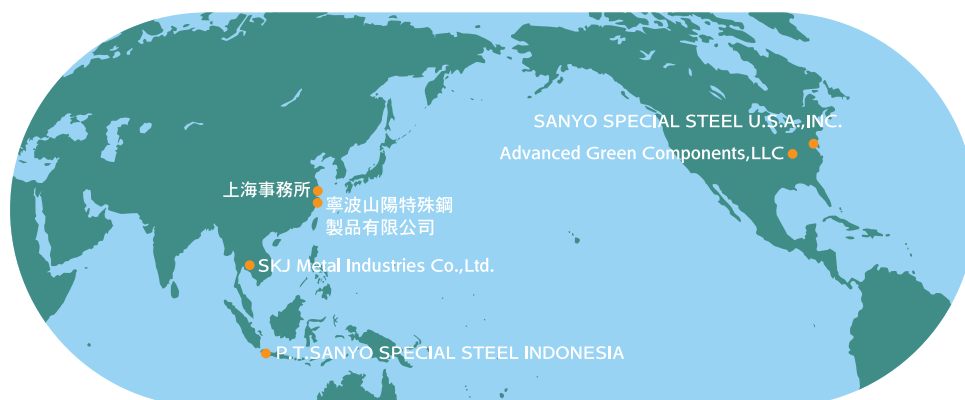 SANYO SPECIAL STEEL U.S.A.,INC.
Advanced Green Components,LLC
上海事務所
寧波山陽特殊鋼
製品有限公司
SKJ Metal Industries Co.,Ltd.
P.T.SANYO SPECIAL STEEL INDONESIA